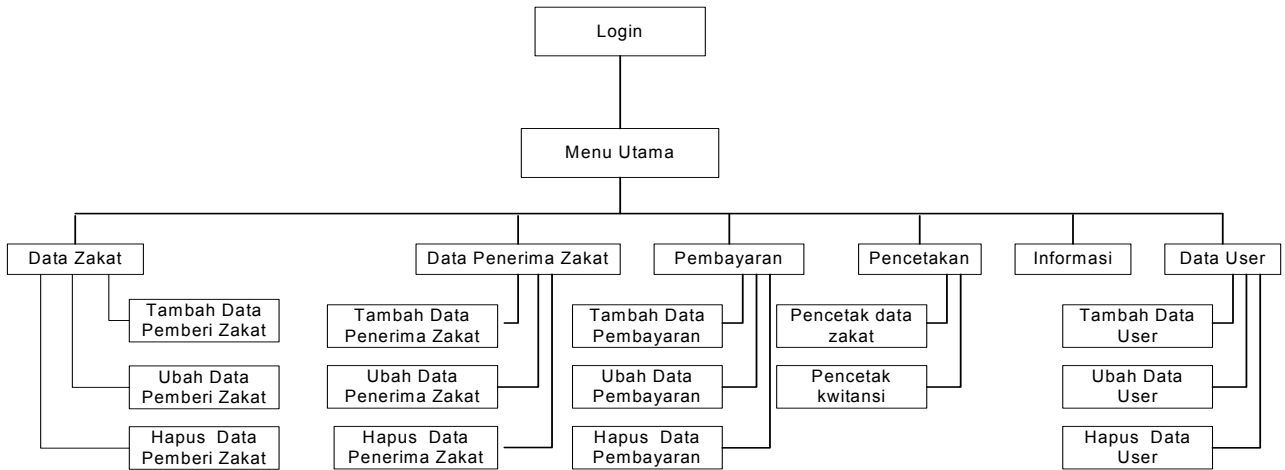 Login
Menu Utama
Data Zakat
Data Penerima Zakat
Pembayaran
Pencetakan
Informasi
Data User
Tambah Data
Pemberi Zakat
Ubah Data
Pemberi Zakat
Hapus Data
Pemberi Zakat
Tambah Data
Penerima Zakat
Ubah Data
Penerima Zakat
Hapus Data
Penerima Zakat
Tambah Data
Pembayaran
Ubah Data
Pembayaran
Hapus Data
Pembayaran
Pencetak data
zakat
Pencetak
kwitansi
Tambah Data
User
Ubah Data
User
Hapus Data
User